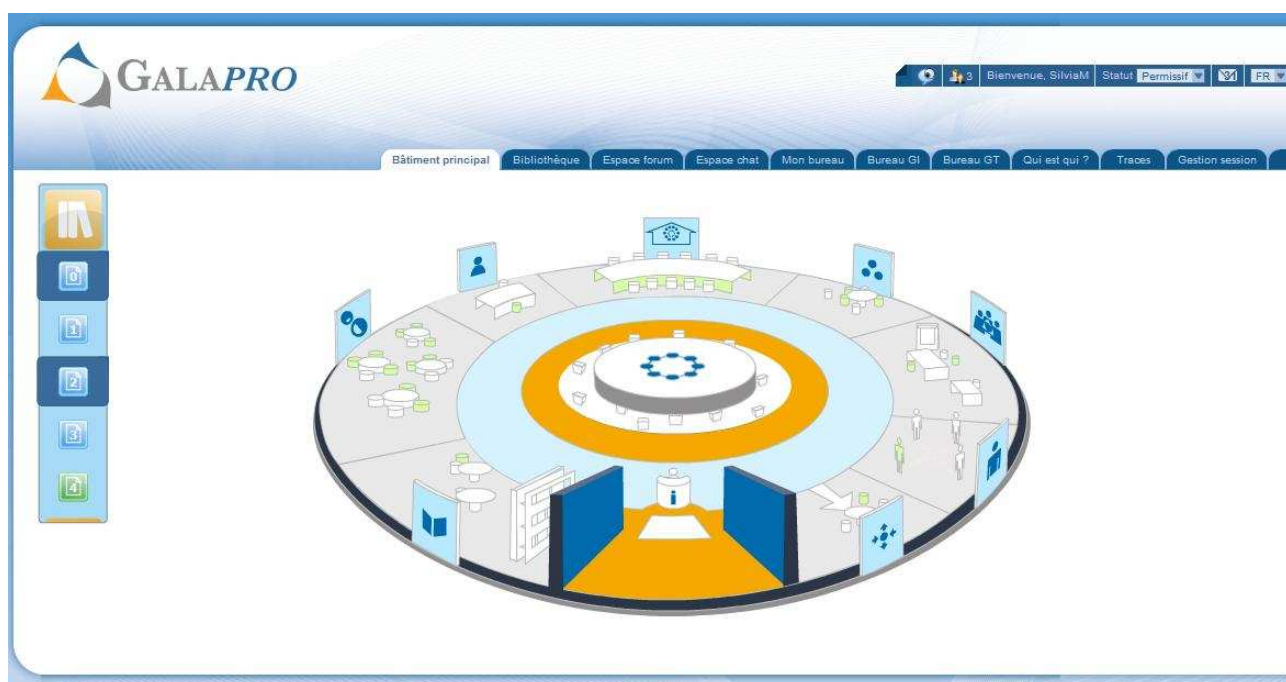 GALAPRO
3 Bienvenue, SilviaM Statut Permissif FR
Bâtiment principal Bibliothèque Espace forum Espace chat Mon bureau Bureau GI Bureau GT Qui est qui ? Traces Gestion session
0
1
2
3
4
i